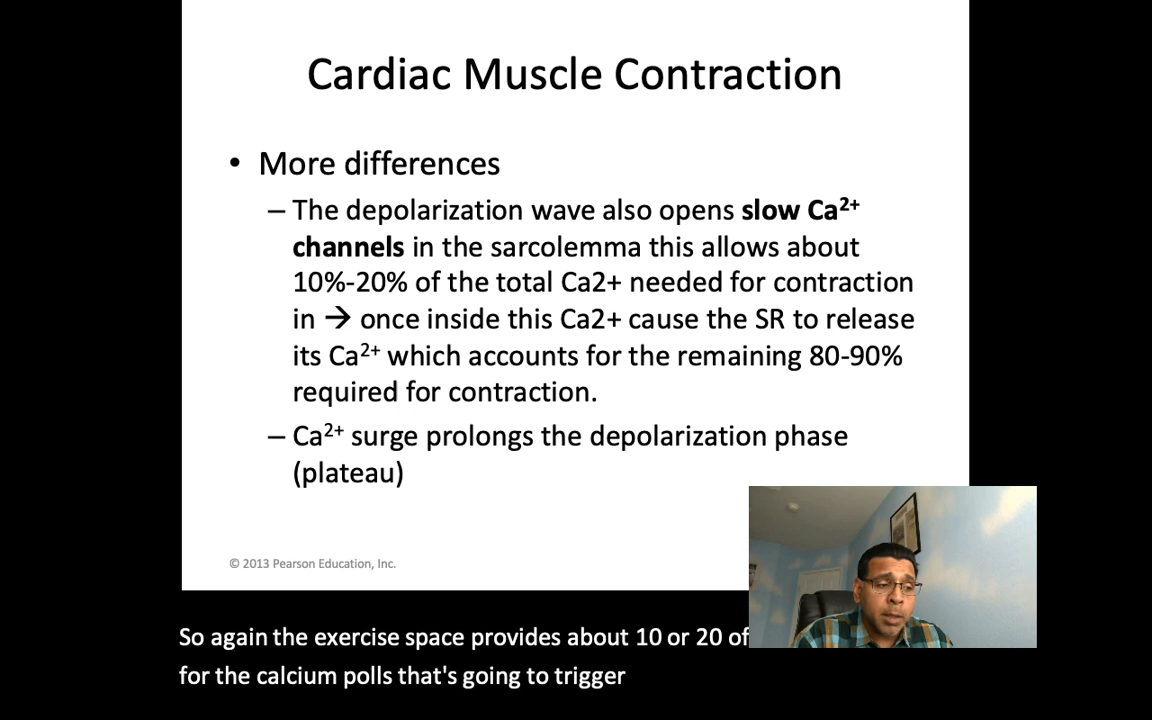 Cardiac Muscle Contraction
• More differences
– The depolarization wave also opens slow Ca²⁺
channels in the sarcolemma this allows about
10%-20% of the total Ca2+ needed for contraction
in → once inside this Ca2+ cause the SR to release
its Ca²⁺ which accounts for the remaining 80-90%
required for contraction.
– Ca²⁺ surge prolongs the depolarization phase
(plateau)
© 2013 Pearson Education, Inc.
So again the exercise space provides about 10 or 20 of
for the calcium polls that's going to trigger